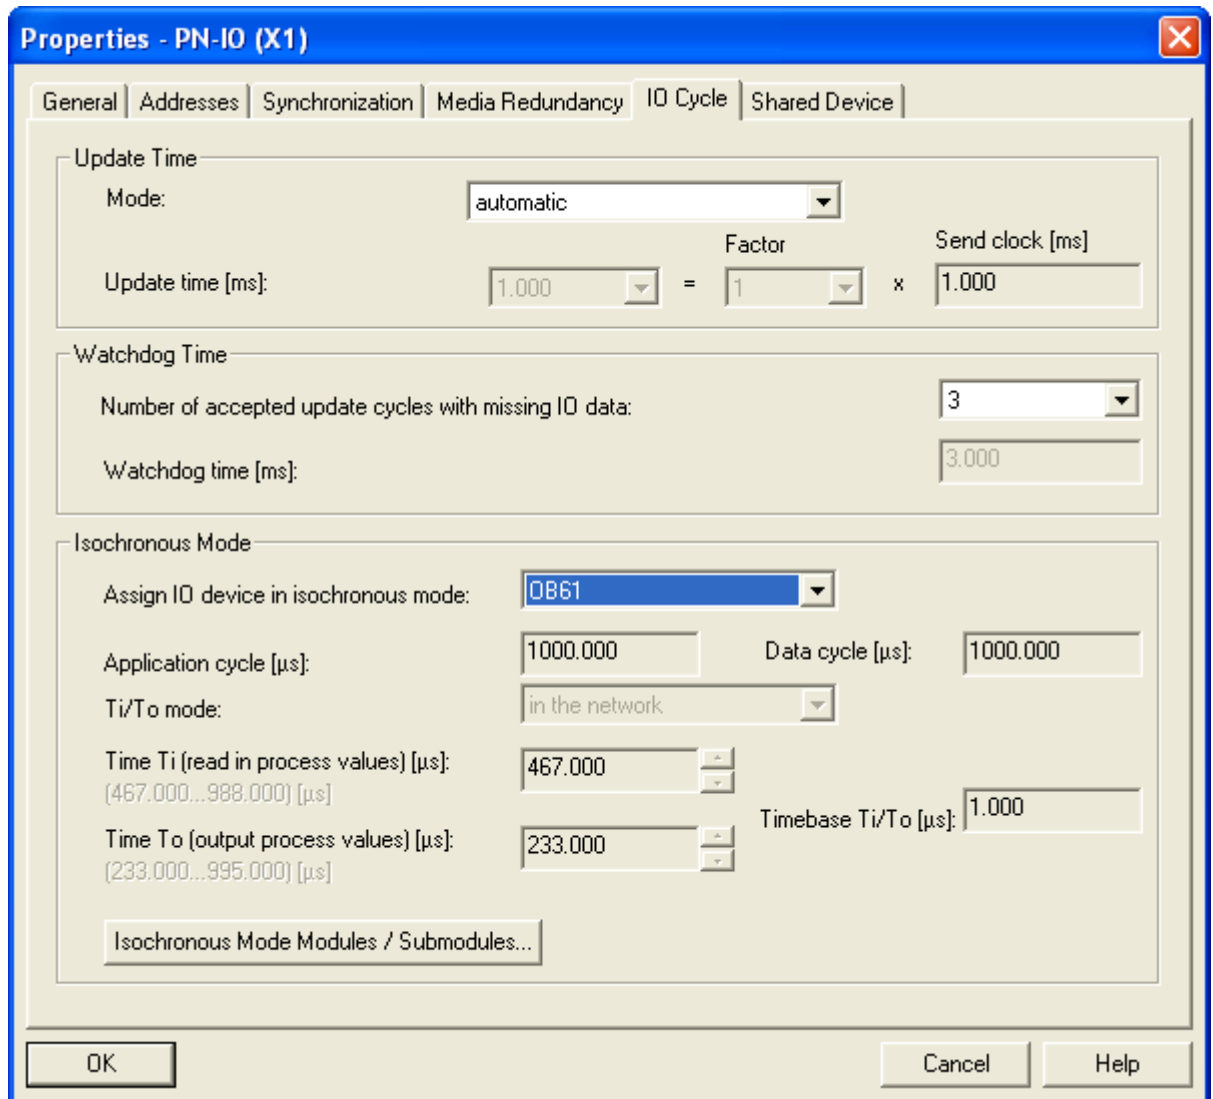 Properties - PN-IO (X1)
General Addresses Synchronization Media Redundancy IO Cycle Shared Device
Update Time
Mode: automatic
Factor Send clock [ms]
Update time [ms]: 1.000 = 1 x 1.000
Watchdog Time
Number of accepted update cycles with missing IO data: 3
Watchdog time [ms]: 3.000
Isochronous Mode
Assign IO device in isochronous mode: OB61
Application cycle [µs]: 1000.000 Data cycle [µs]: 1000.000
Ti/To mode: in the network
Time Ti (read in process values) [µs]: 467.000
(467.000...988.000) [µs]
Timebase Ti/To [µs]: 1.000
Time To (output process values) [µs]: 233.000
(233.000...995.000) [µs]
Isochronous Mode Modules / Submodules...
OK Cancel Help